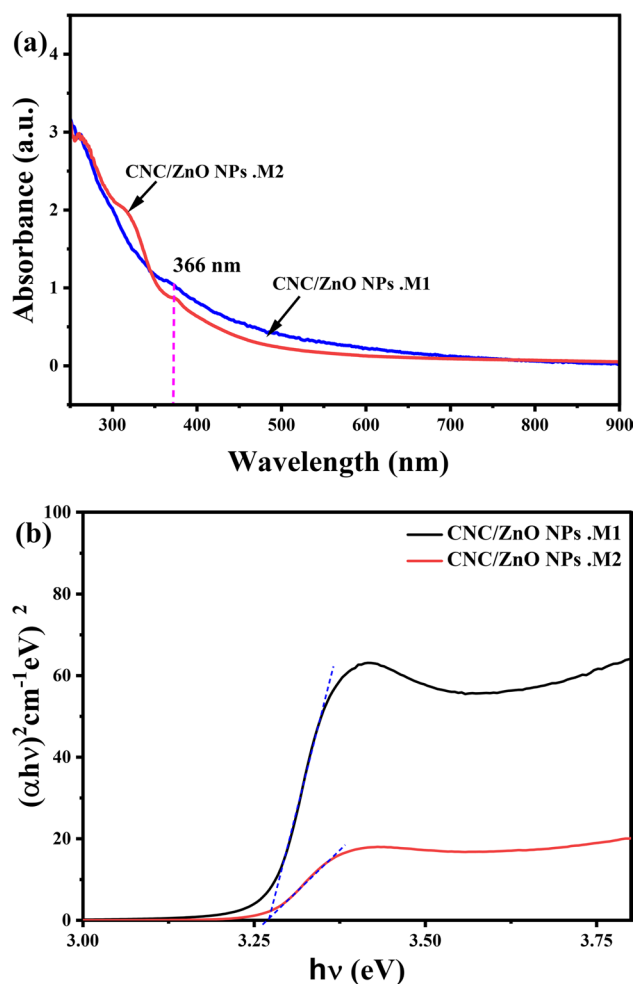 (a)
4
3
2
1
0
Absorbance (a.u.)
CNC/ZnO NPs .M2
366 nm
CNC/ZnO NPs .M1
300 400 500 600 700 800 900
Wavelength (nm)
(b)
100
80
60
40
20
0
(αhν)²cm⁻¹eV) ²
CNC/ZnO NPs .M1
CNC/ZnO NPs .M2
3.00 3.25 3.50 3.75
hν (eV)